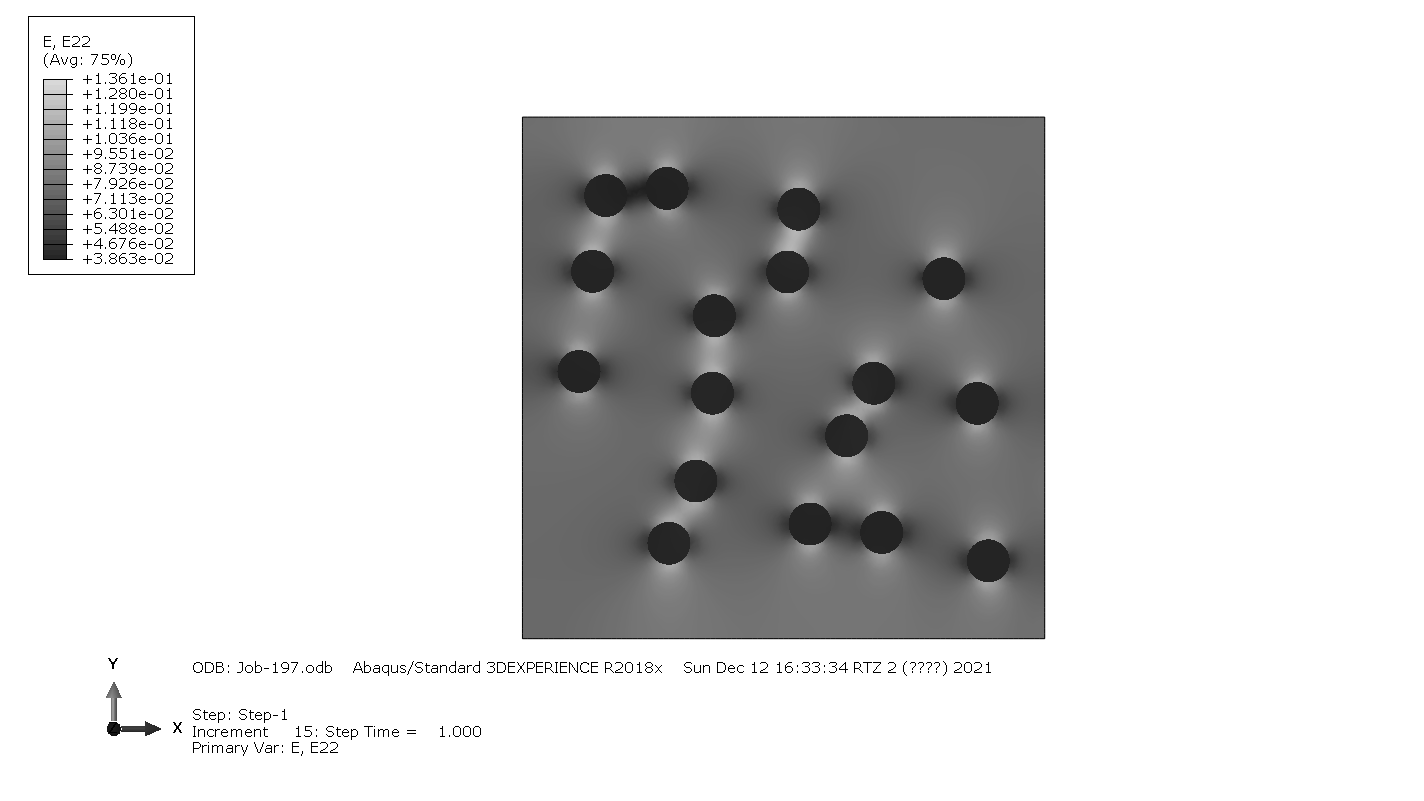 E, E22
(Avg: 75%)
+1.361e-01
+1.280e-01
+1.199e-01
+1.118e-01
+1.036e-01
+9.551e-02
+8.739e-02
+7.926e-02
+7.113e-02
+6.301e-02
+5.488e-02
+4.676e-02
+3.863e-02
Y
X
ODB: Job-197.odb Abaqus/Standard 3DEXPERIENCE R2018x Sun Dec 12 16:33:34 RTZ 2 (????) 2021
Step: Step-1
Increment 15: Step Time = 1.000
Primary Var: E, E22